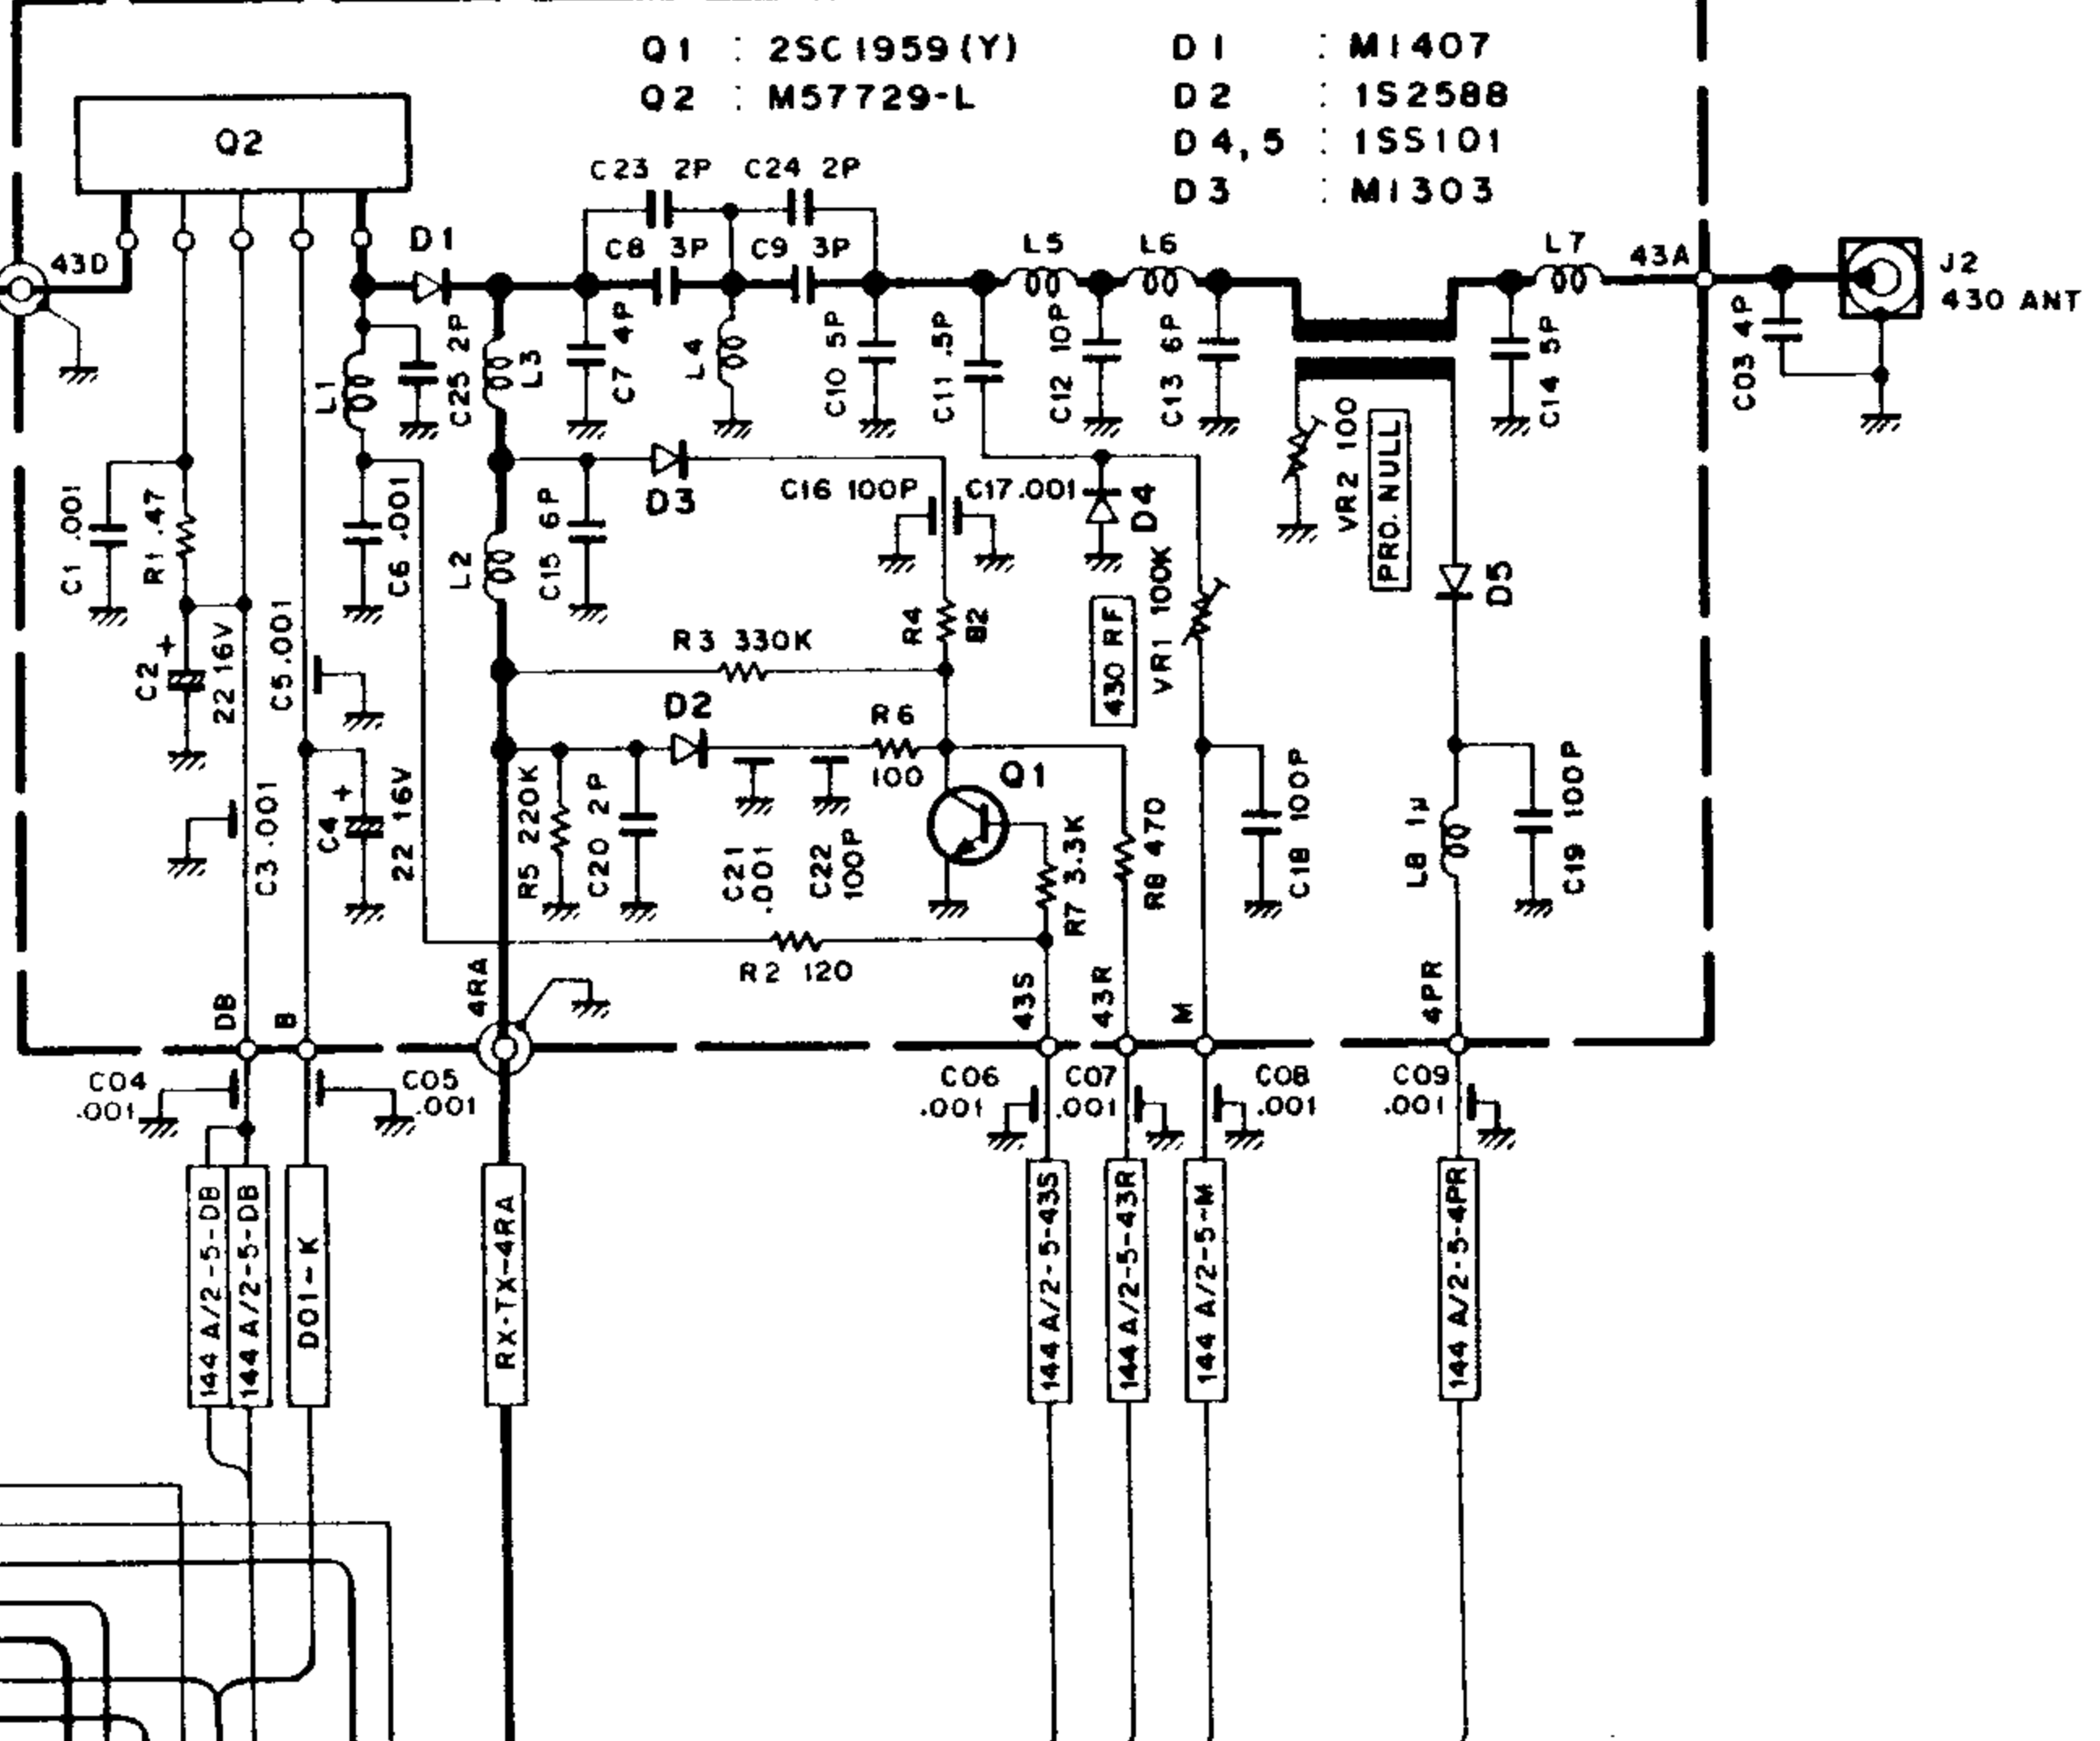 Q1 : 2SC1959(Y)
Q2 : M57729-L
D1 : MI407
D2 : 1S2588
D4,5 : 1SS101
D3 : MI303
Q2
C23 2P
C24 2P
43D
D1
C8 3P
C9 3P
L5
L6
L7
43A
J2
430 ANT
L1
C25 2P
L3
C7 4P
L4
C10 5P
C11 .5P
C12 10P
C13 6P
C14 5P
C03 4P
VR2 100
PRO. NULL
C1 .001
R1 .47
C6 .001
L2
C15 6P
D3
C16 100P
C17 .001
D4
D5
C2
+
22 16V
C5 .001
R3 330K
R4
82
430 RF
VR1 100K
D2
R6
100
Q1
C3 .001
C4
+
22 16V
R5 220K
C20 2P
C21
.001
C22
100P
R7 3.3K
R8 470
C18 100P
L8 1μ
C19 100P
R2 120
DB
B
4RA
43S
43R
M
4PR
C04
.001
C05
.001
C06
.001
C07
.001
C08
.001
C09
.001
144 A/2-5-DB
144 A/2-5-DB
D01-K
RX-TX-4RA
144 A/2-5-43S
144 A/2-5-43R
144 A/2-5-M
144 A/2-5-4PR